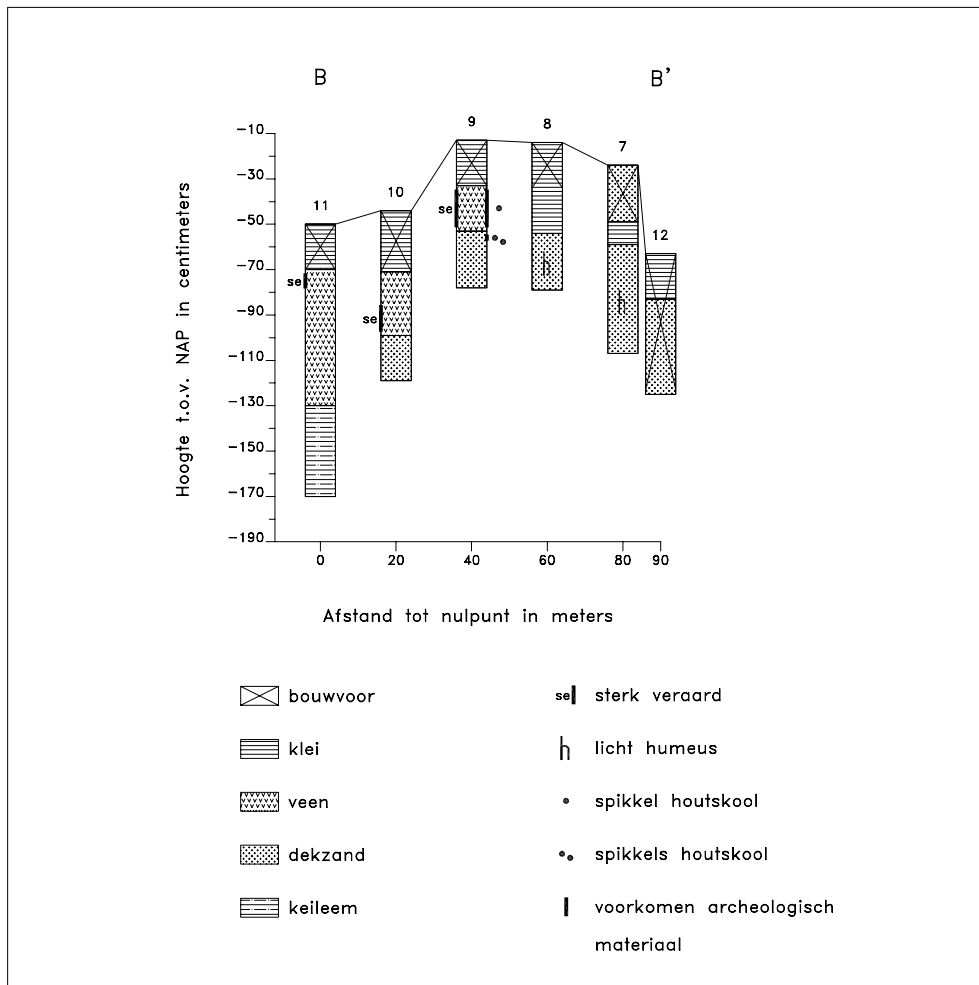 B B'
9 8
7
10
11
12
-10
-30
-50
-70
-90
-110
-130
-150
-170
-190
se
se
se
h
h
Hoogte t.o.v. NAP in centimeters
0 20 40 60 80 90
Afstand tot nulpunt in meters
bouwvoor
klei
veen
dekzand
keileem
se sterk veraard
h licht humeus
spikkel houtskool
spikkels houtskool
voorkomen archeologisch
materiaal